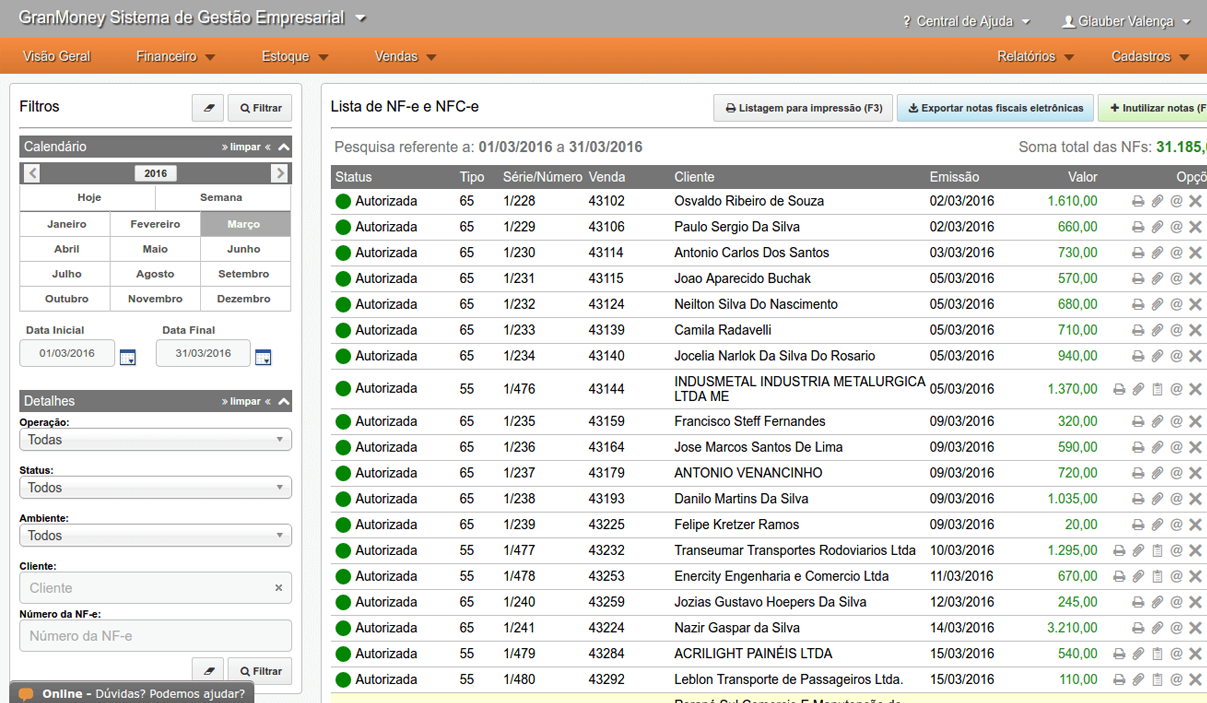 GranMoney Sistema de Gestão Empresarial
? Central de Ajuda
Glauber Valença
Visão Geral
Financeiro
Estoque
Vendas
Relatórios
Cadastros
Filtros
Filtrar
Calendário
» limpar «
2016
Hoje
Semana
Janeiro
Fevereiro
Março
Abril
Maio
Junho
Julho
Agosto
Setembro
Outubro
Novembro
Dezembro
Data Inicial
Data Final
01/03/2016
31/03/2016
Detalhes
» limpar «
Operação:
Todas
Status:
Todos
Ambiente:
Todos
Cliente:
Cliente
Número da NF-e:
Número da NF-e
Filtrar
Online - Dúvidas? Podemos ajudar?
Lista de NF-e e NFC-e
Listagem para impressão (F3)
Exportar notas fiscais eletrônicas
Inutilizar notas (F
Pesquisa referente a: 01/03/2016 a 31/03/2016
Soma total das NFs: 31.185,
Status Tipo Série/Número Venda Cliente Emissão Valor Opçõ
Autorizada 65 1/228 43102 Osvaldo Ribeiro de Souza 02/03/2016 1.610,00
Autorizada 65 1/229 43106 Paulo Sergio Da Silva 02/03/2016 660,00
Autorizada 65 1/230 43114 Antonio Carlos Dos Santos 03/03/2016 730,00
Autorizada 65 1/231 43115 Joao Aparecido Buchak 05/03/2016 570,00
Autorizada 65 1/232 43124 Neilton Silva Do Nascimento 05/03/2016 680,00
Autorizada 65 1/233 43139 Camila Radavelli 05/03/2016 710,00
Autorizada 65 1/234 43140 Jocelia Narlok Da Silva Do Rosario 05/03/2016 940,00
Autorizada 55 1/476 43144 INDUSMETAL INDUSTRIA METALURGICA 05/03/2016 1.370,00
LTDA ME
Autorizada 65 1/235 43159 Francisco Steff Fernandes 09/03/2016 320,00
Autorizada 65 1/236 43164 Jose Marcos Santos De Lima 09/03/2016 590,00
Autorizada 65 1/237 43179 ANTONIO VENANCINHO 09/03/2016 720,00
Autorizada 65 1/238 43193 Danilo Martins Da Silva 09/03/2016 1.035,00
Autorizada 65 1/239 43225 Felipe Kretzer Ramos 09/03/2016 20,00
Autorizada 55 1/477 43232 Transeumar Transportes Rodoviarios Ltda 10/03/2016 1.295,00
Autorizada 55 1/478 43253 Enercity Engenharia e Comercio Ltda 11/03/2016 670,00
Autorizada 65 1/240 43259 Jozias Gustavo Hoepers Da Silva 12/03/2016 245,00
Autorizada 65 1/241 43224 Nazir Gaspar da Silva 14/03/2016 3.210,00
Autorizada 55 1/479 43284 ACRILIGHT PAINÉIS LTDA 15/03/2016 540,00
Autorizada 55 1/480 43292 Leblon Transporte de Passageiros Ltda. 15/03/2016 110,00